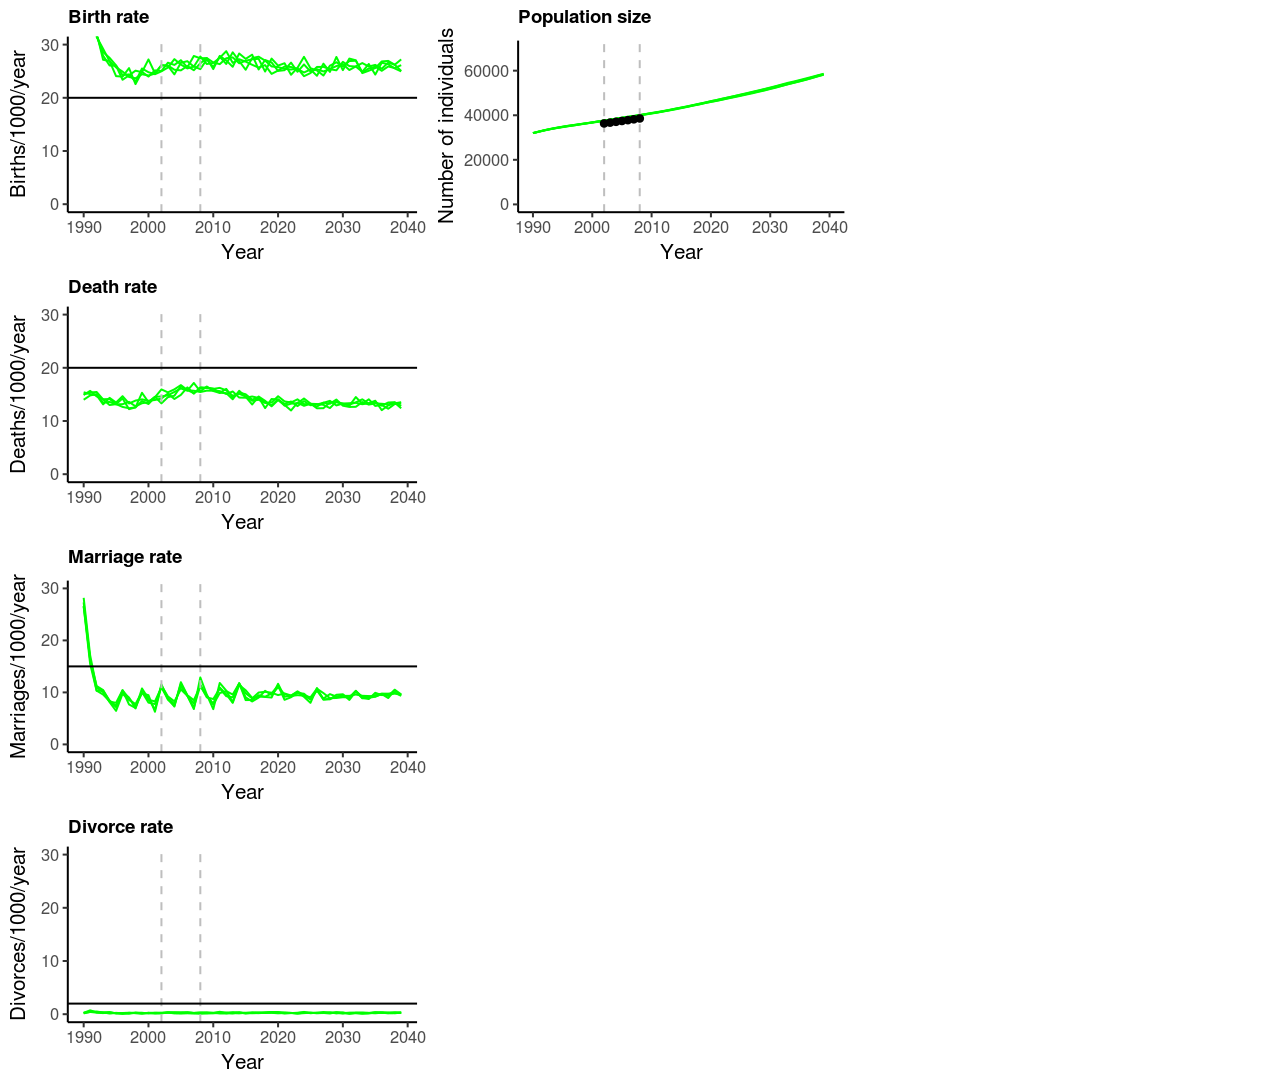 Birth rate
Births/1000/year
30
20
10
0
1990 2000 2010 2020 2030 2040
Year
Population size
Number of individuals
60000
40000
20000
0
1990 2000 2010 2020 2030 2040
Year
Death rate
Deaths/1000/year
30
20
10
0
1990 2000 2010 2020 2030 2040
Year
Marriage rate
Marriages/1000/year
30
20
10
0
1990 2000 2010 2020 2030 2040
Year
Divorce rate
Divorces/1000/year
30
20
10
0
1990 2000 2010 2020 2030 2040
Year